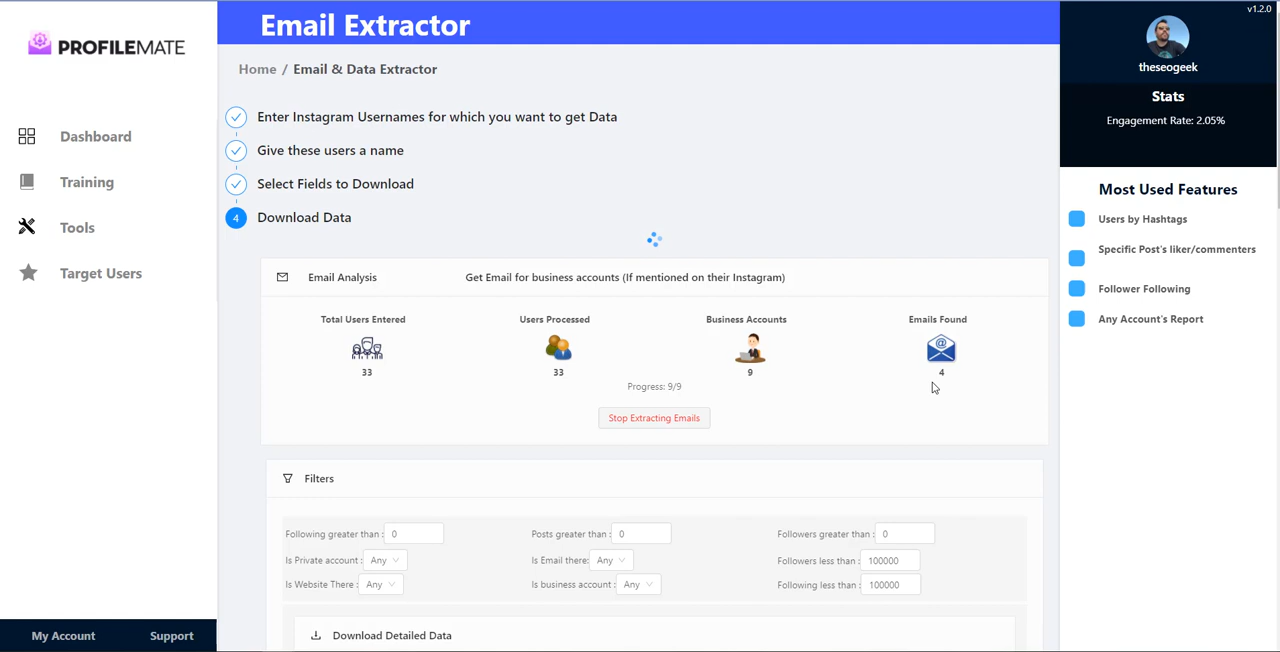 Email Extractor
v1.2.0
PROFILEMATE
Home / Email & Data Extractor
theseogeek
Stats
Engagement Rate: 2.05%
Dashboard
Training
Tools
Target Users
Enter Instagram Usernames for which you want to get Data
Give these users a name
Select Fields to Download
4 Download Data
Most Used Features
Users by Hashtags
Specific Post's liker/commenters
Follower Following
Any Account's Report
Email Analysis Get Email for business accounts (If mentioned on their Instagram)
Total Users Entered Users Processed Business Accounts Emails Found
33 33 9 4
Progress: 9/9
Stop Extracting Emails
Filters
Following greater than : 0 Posts greater than : 0 Followers greater than : 0
Is Private account : Any Is Email there: Any Followers less than : 100000
Is Website There : Any Is business account : Any Following less than : 100000
Download Detailed Data
My Account Support